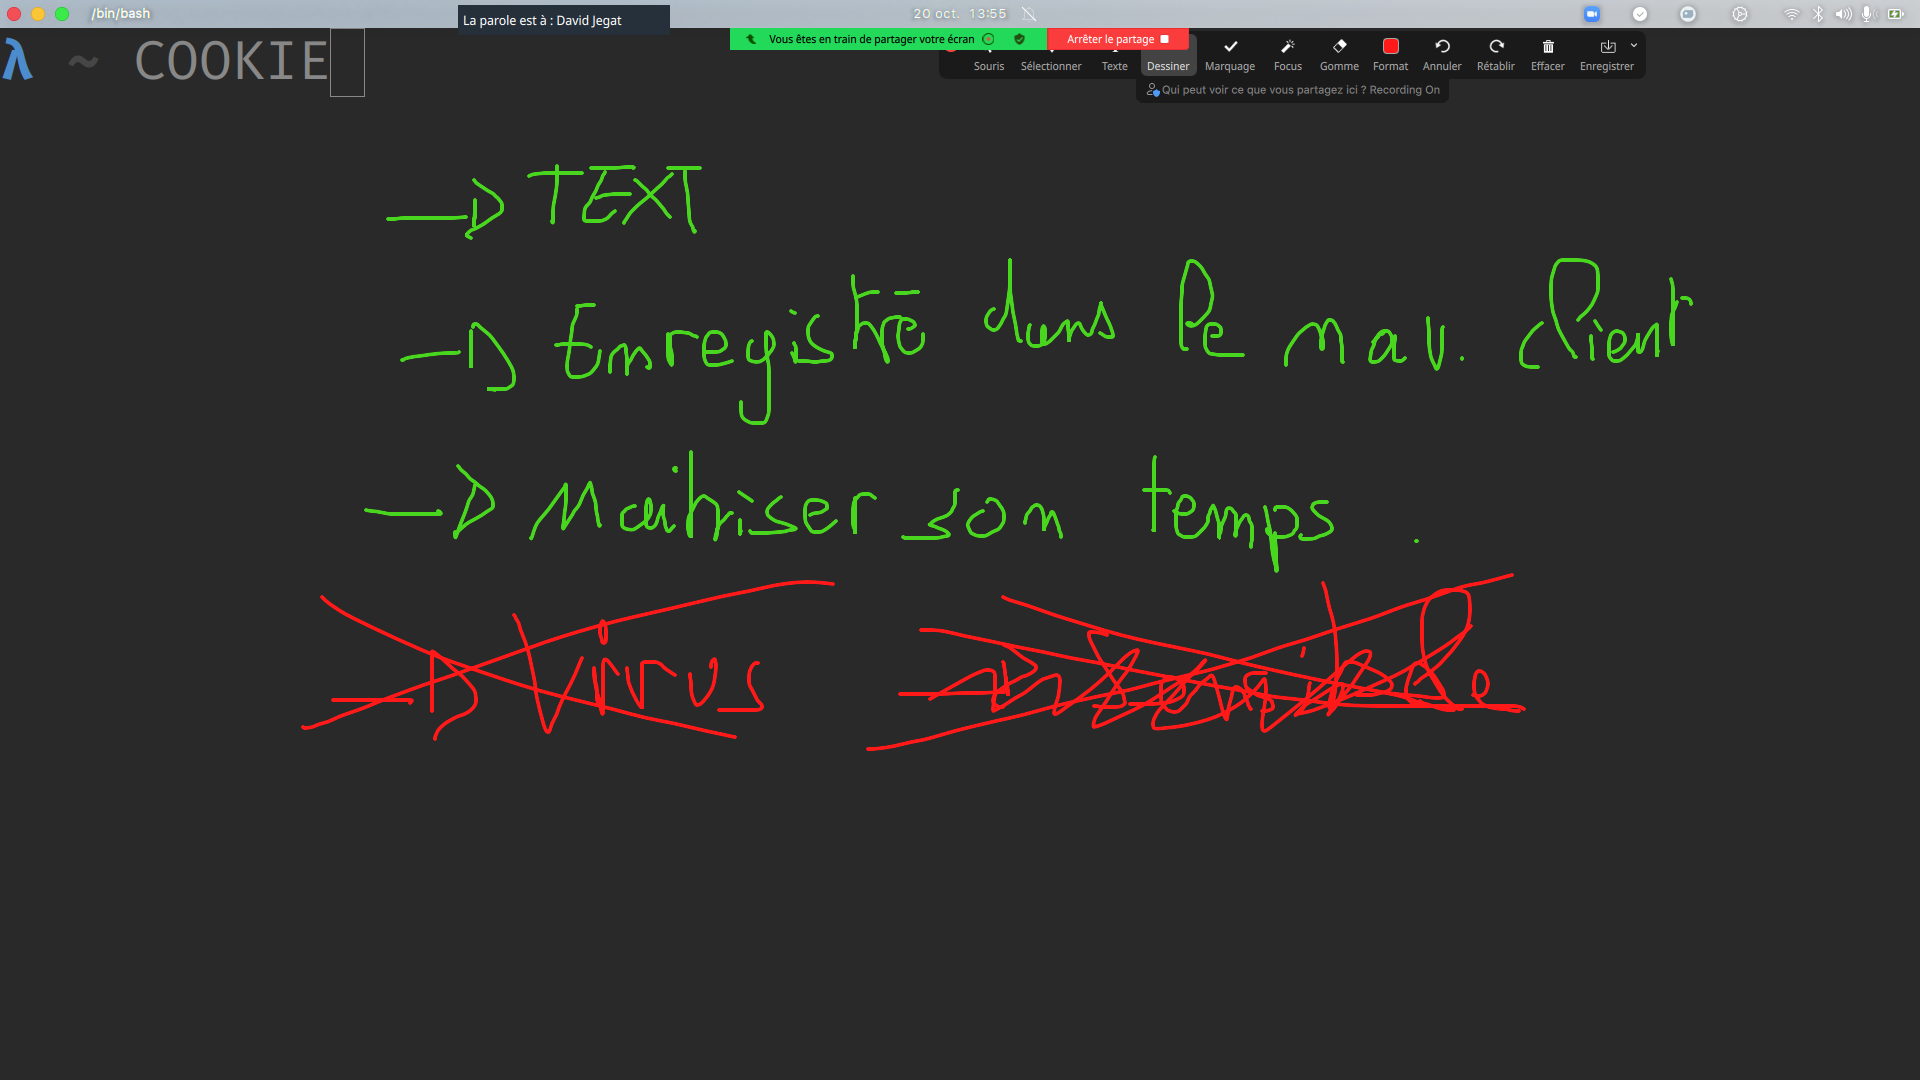 /bin/bash
La parole est à : David Jegat
20 oct. 13:55
Vous êtes en train de partager votre écran
Arrêter le partage
λ ~ COOKIE
Souris Sélectionner Texte Dessiner Marquage Focus Gomme Format Annuler Rétablir Effacer Enregistrer
Qui peut voir ce que vous partagez ici ? Recording On
TEXT
Enregistré dans le nav. client
Maitriser son temps.
Virus